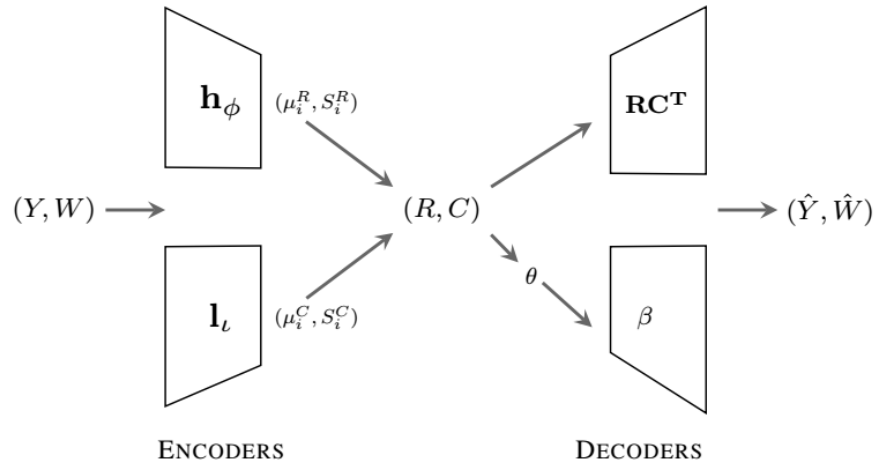 h_ϕ
(μ_i^R, S_i^R)
RC^T
(Y, W)
(R, C)
(Ŷ, Ŵ)
θ
l_ι
(μ_i^C, S_i^C)
β
ENCODERS
DECODERS